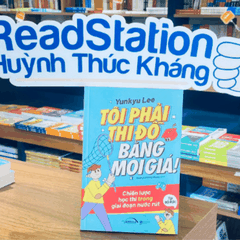 ReadStation
Huỳnh Thúc Kháng
Yunkyu Lee
TÔI PHẢI
THI ĐỖ
BẰNG MỌI GIÁ!
Chiến lược
học thi trong
giai đoạn nước rút